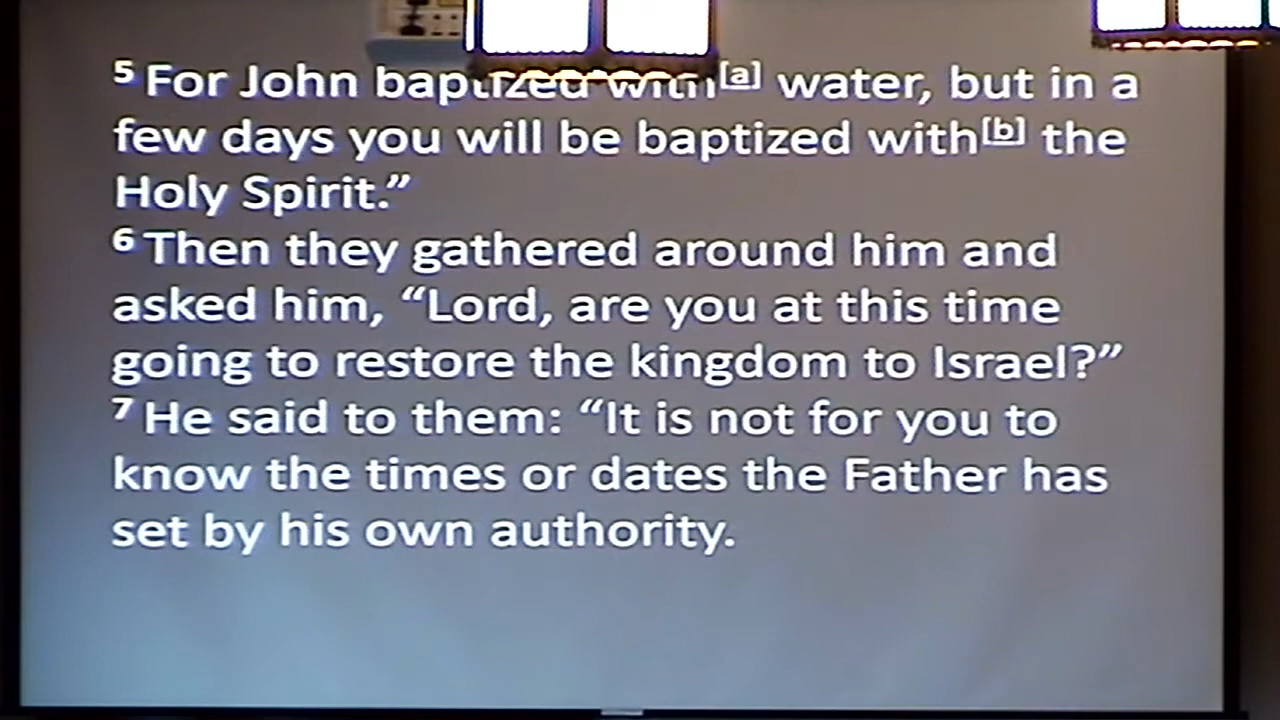 5 For John baptized with[a] water, but in a
few days you will be baptized with[b] the
Holy Spirit.”
6 Then they gathered around him and
asked him, “Lord, are you at this time
going to restore the kingdom to Israel?”
7 He said to them: “It is not for you to
know the times or dates the Father has
set by his own authority.